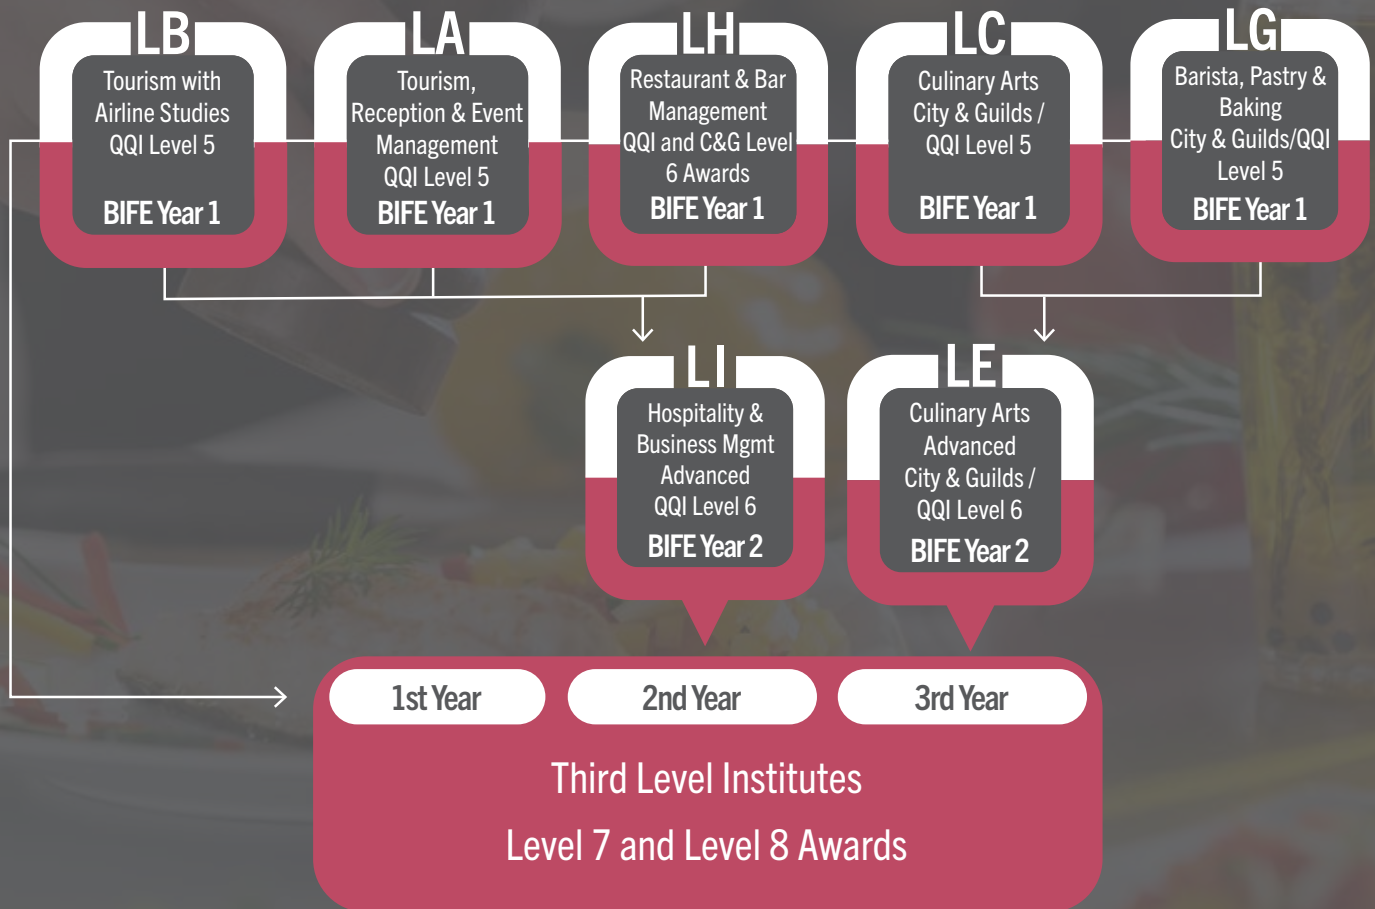 LB
Tourism with
Airline Studies
QQI Level 5
BIFE Year 1
LA
Tourism,
Reception & Event
Management
QQI Level 5
BIFE Year 1
LH
Restaurant & Bar
Management
QQI and C&G Level
6 Awards
BIFE Year 1
LC
Culinary Arts
City & Guilds /
QQI Level 5
BIFE Year 1
LG
Barista, Pastry &
Baking
City & Guilds/QQI
Level 5
BIFE Year 1
LI
Hospitality &
Business Mgmt
Advanced
QQI Level 6
BIFE Year 2
LE
Culinary Arts
Advanced
City & Guilds /
QQI Level 6
BIFE Year 2
1st Year
2nd Year
3rd Year
Third Level Institutes
Level 7 and Level 8 Awards